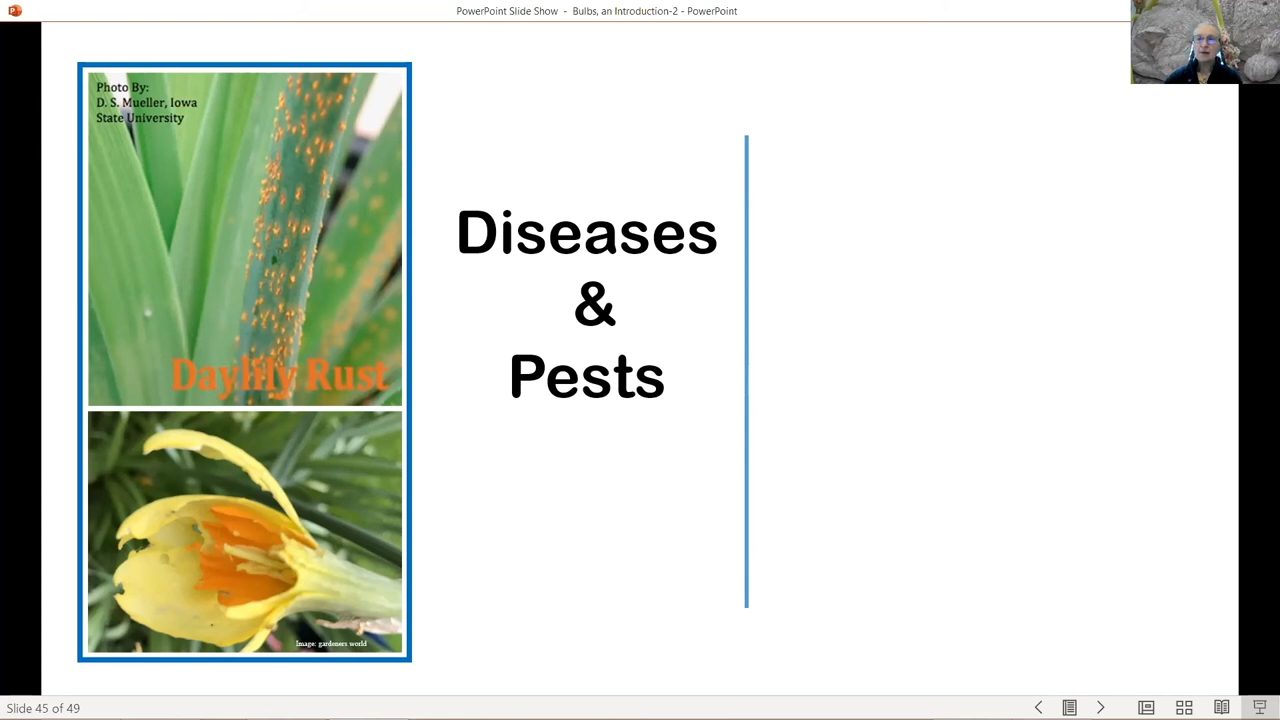 PowerPoint Slide Show - Bulbs, an Introduction-2 - PowerPoint
Photo By:
D. S. Mueller, Iowa
State University
Daylily Rust
Diseases
&
Pests
Image: gardeners world
Slide 45 of 49